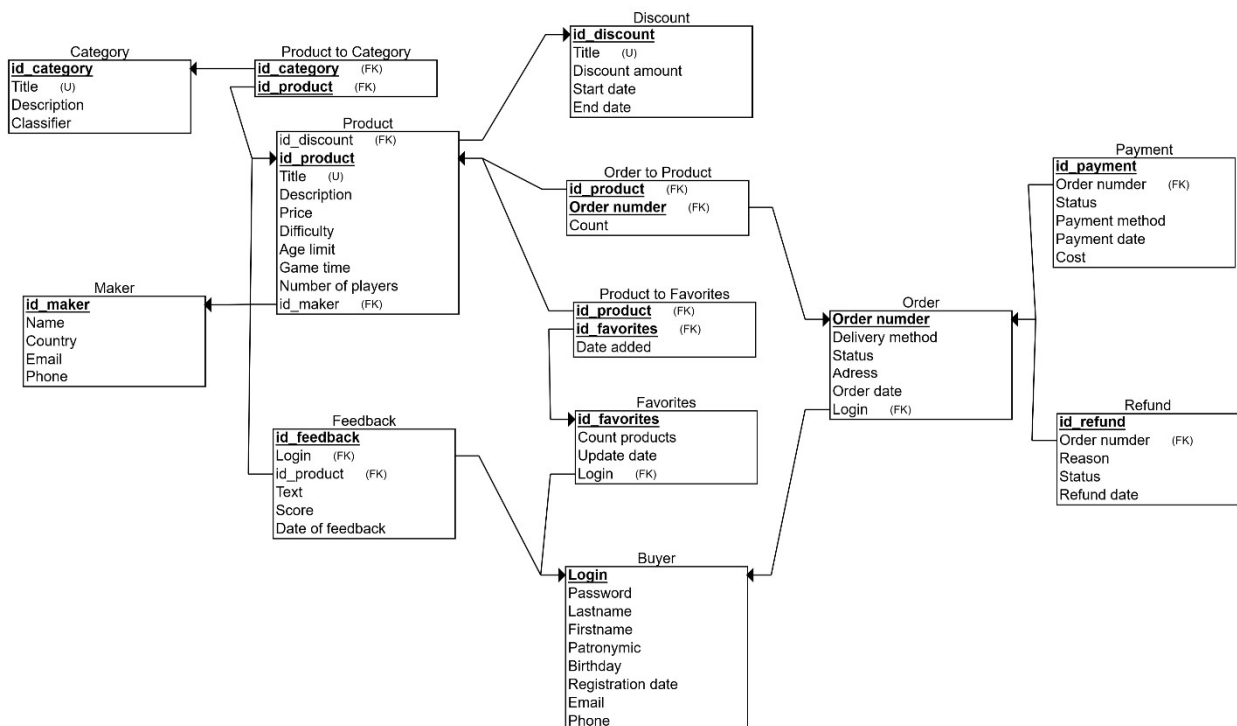 Discount
id_discount
Title (U)
Discount amount
Start date
End date
Category
id_category
Title (U)
Description
Classifier
Product to Category
id_category (FK)
id_product (FK)
Product
id_discount (FK)
id_product
Title (U)
Description
Price
Difficulty
Age limit
Game time
Number of players
id_maker (FK)
Order to Product
id_product (FK)
Order numder (FK)
Count
Payment
id_payment
Order numder (FK)
Status
Payment method
Payment date
Cost
Maker
id_maker
Name
Country
Email
Phone
Product to Favorites
id_product (FK)
id_favorites (FK)
Date added
Order
Order numder
Delivery method
Status
Adress
Order date
Login (FK)
Favorites
id_favorites
Count products
Update date
Login (FK)
Refund
id_refund
Order numder (FK)
Reason
Status
Refund date
Feedback
id_feedback
Login (FK)
id_product (FK)
Text
Score
Date of feedback
Buyer
Login
Password
Lastname
Firstname
Patronymic
Birthday
Registration date
Email
Phone